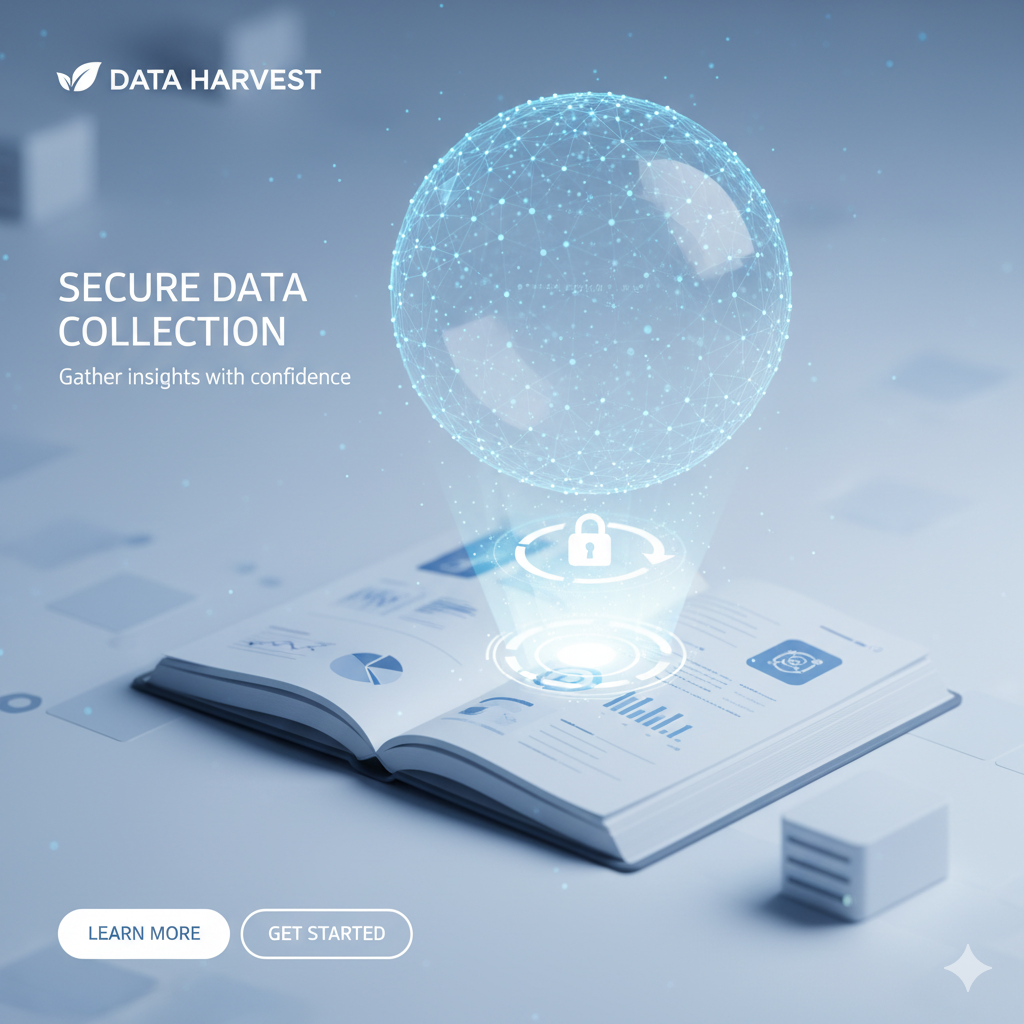 DATA HARVEST
SECURE DATA
COLLECTION
Gather insights with confidence
LEARN MORE
GET STARTED